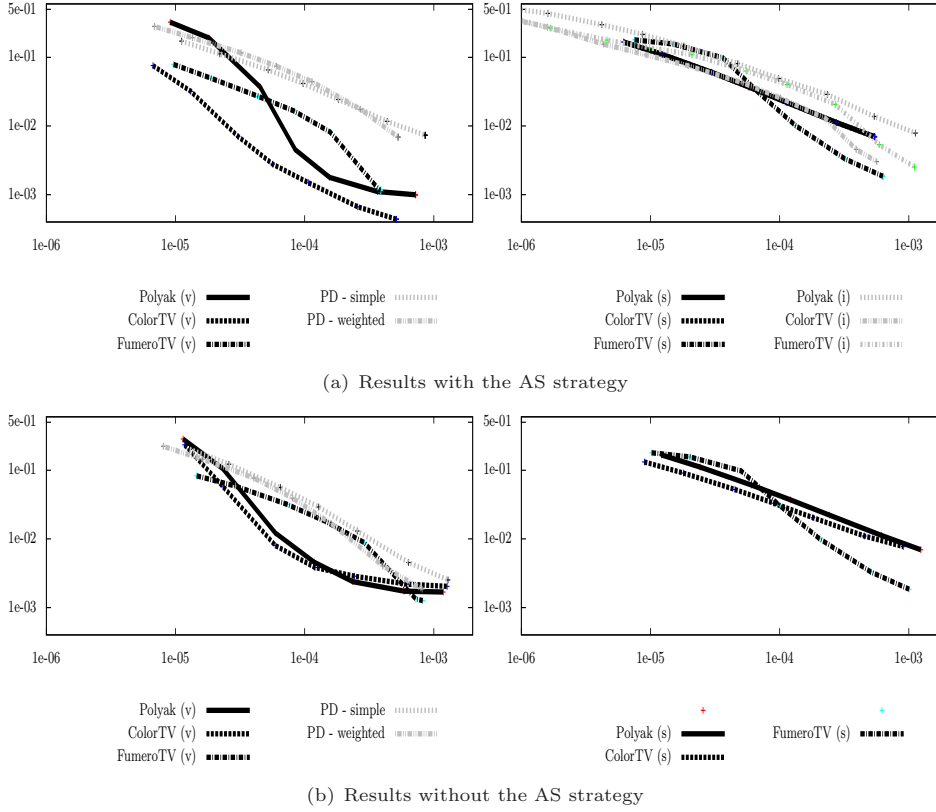 5e-01
1e-01
1e-02
1e-03
1e-06 1e-05 1e-04 1e-03
Polyak (v) PD - simple
ColorTV (v) PD - weighted
FumeroTV (v)
5e-01
1e-01
1e-02
1e-03
1e-06 1e-05 1e-04 1e-03
Polyak (s) Polyak (i)
ColorTV (s) ColorTV (i)
FumeroTV (s) FumeroTV (i)
(a) Results with the AS strategy
5e-01
1e-01
1e-02
1e-03
1e-06 1e-05 1e-04 1e-03
Polyak (v) PD - simple
ColorTV (v) PD - weighted
FumeroTV (v)
5e-01
1e-01
1e-02
1e-03
1e-06 1e-05 1e-04 1e-03
Polyak (s) FumeroTV (s)
ColorTV (s)
(b) Results without the AS strategy